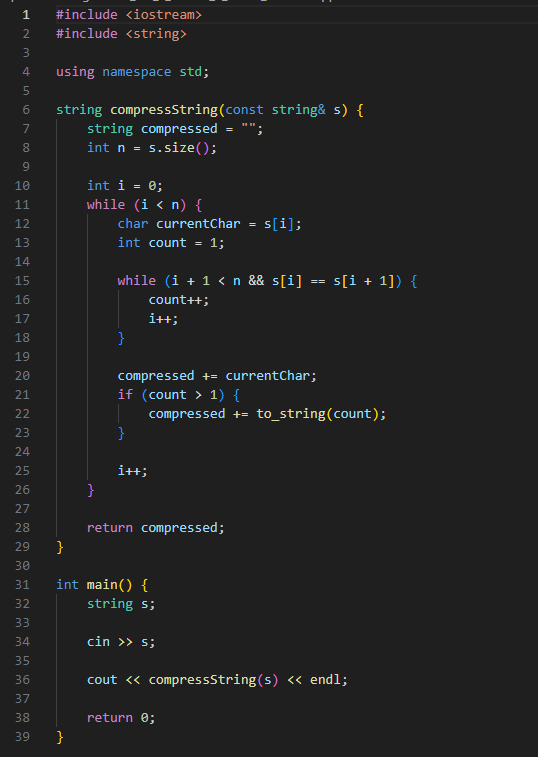 1 #include <iostream>
2 #include <string>
3
4 using namespace std;
5
6 string compressString(const string& s) {
7     string compressed = "";
8     int n = s.size();
9
10     int i = 0;
11     while (i < n) {
12         char currentChar = s[i];
13         int count = 1;
14
15         while (i + 1 < n && s[i] == s[i + 1]) {
16             count++;
17             i++;
18         }
19
20         compressed += currentChar;
21         if (count > 1) {
22             compressed += to_string(count);
23         }
24
25         i++;
26     }
27
28     return compressed;
29 }
30
31 int main() {
32     string s;
33
34     cin >> s;
35
36     cout << compressString(s) << endl;
37
38     return 0;
39 }